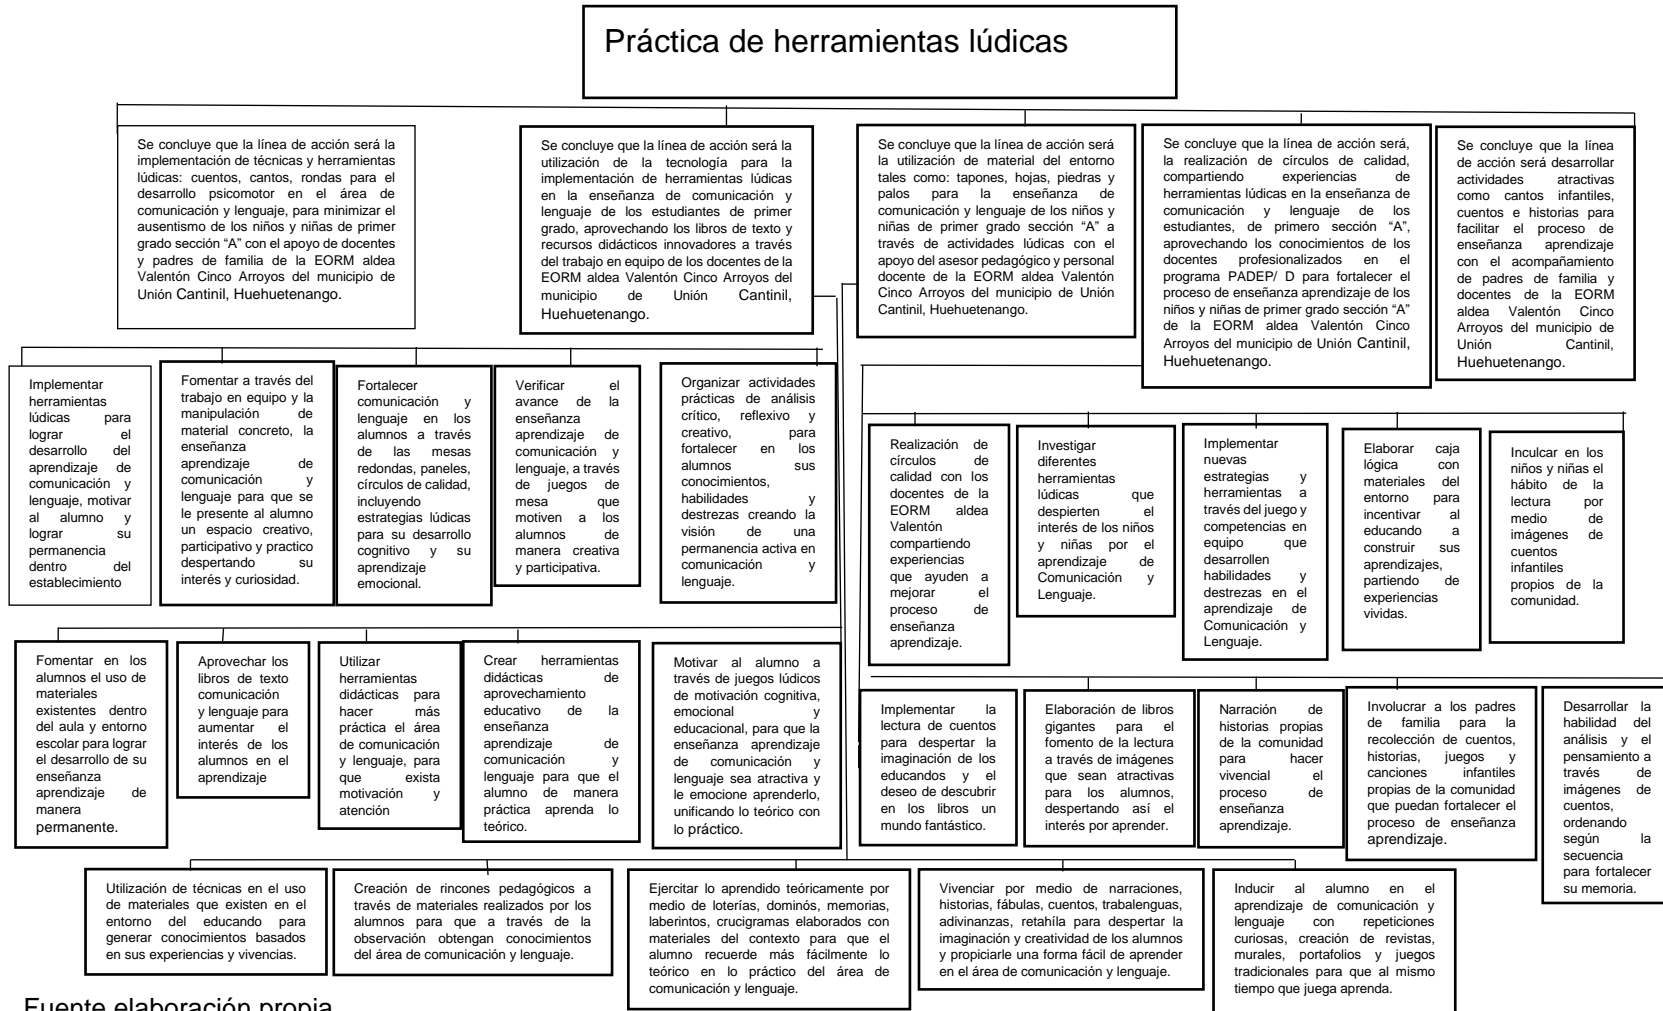 Práctica de herramientas lúdicas
Se concluye que la línea de acción será la
implementación de técnicas y herramientas
lúdicas: cuentos, cantos, rondas para el
desarrollo psicomotor en el área de
comunicación y lenguaje, para minimizar el
ausentismo de los niños y niñas de primer
grado sección “A” con el apoyo de docentes
y padres de familia de la EORM aldea
Valentón Cinco Arroyos del municipio de
Unión Cantinil, Huehuetenango.
Se concluye que la línea de acción será la
utilización de la tecnología para la
implementación de herramientas lúdicas
en la enseñanza de comunicación y
lenguaje de los estudiantes de primer
grado, aprovechando los libros de texto y
recursos didácticos innovadores a través
del trabajo en equipo de los docentes de la
EORM aldea Valentón Cinco Arroyos del
municipio de Unión Cantinil,
Huehuetenango.
Se concluye que la línea de acción será
la utilización de material del entorno
tales como: tapones, hojas, piedras y
palos para la enseñanza de
comunicación y lenguaje de los niños y
niñas de primer grado sección “A” a
través de actividades lúdicas con el
apoyo del asesor pedagógico y personal
docente de la EORM aldea Valentón
Cinco Arroyos del municipio de Unión
Cantinil, Huehuetenango.
Se concluye que la línea de acción será,
la realización de círculos de calidad,
compartiendo experiencias de
herramientas lúdicas en la enseñanza de
comunicación y lenguaje de los
estudiantes, de primero sección “A”,
aprovechando los conocimientos de los
docentes profesionalizados en el
programa PADEP/ D para fortalecer el
proceso de enseñanza aprendizaje de los
niños y niñas de primer grado sección “A”
de la EORM aldea Valentón Cinco
Arroyos del municipio de Unión Cantinil,
Huehuetenango.
Se concluye que la línea
de acción será desarrollar
actividades atractivas
como cantos infantiles,
cuentos e historias para
facilitar el proceso de
enseñanza aprendizaje
con el acompañamiento
de padres de familia y
docentes de la EORM
aldea Valentón Cinco
Arroyos del municipio de
Unión Cantinil,
Huehuetenango.
Implementar
herramientas
lúdicas para
lograr el
desarrollo del
aprendizaje de
comunicación y
lenguaje, motivar
al alumno y
lograr su
permanencia
dentro del
establecimiento
Fomentar a través del
trabajo en equipo y la
manipulación de
material concreto, la
enseñanza
aprendizaje de
comunicación y
lenguaje para que se
le presente al alumno
un espacio creativo,
participativo y practico
despertando su
interés y curiosidad.
Fortalecer
comunicación y
lenguaje en los
alumnos a través
de las mesas
redondas, paneles,
círculos de calidad,
incluyendo
estrategias lúdicas
para su desarrollo
cognitivo y su
aprendizaje
emocional.
Verificar el
avance de la
enseñanza
aprendizaje de
comunicación y
lenguaje, a través
de juegos de
mesa que
motiven a los
alumnos de
manera creativa
y participativa.
Organizar actividades
prácticas de análisis
crítico, reflexivo y
creativo, para
fortalecer en los
alumnos sus
conocimientos,
habilidades y
destrezas creando la
visión de una
permanencia activa en
comunicación y
lenguaje.
Realización de
círculos de
calidad con los
docentes de la
EORM aldea
Valentón
compartiendo
experiencias
que ayuden a
mejorar el
proceso de
enseñanza
aprendizaje.
Investigar
diferentes
herramientas
lúdicas que
despierten el
interés de los niños
y niñas por el
aprendizaje de
Comunicación y
Lenguaje.
Implementar
nuevas
estrategias y
herramientas a
través del juego y
competencias en
equipo que
desarrollen
habilidades y
destrezas en el
aprendizaje de
Comunicación y
Lenguaje.
Elaborar caja
lógica con
materiales del
entorno para
incentivar al
educando a
construir sus
aprendizajes,
partiendo de
experiencias
vividas.
Inculcar en los
niños y niñas el
hábito de la
lectura por
medio de
imágenes de
cuentos
infantiles
propios de la
comunidad.
Fomentar en los
alumnos el uso de
materiales
existentes dentro
del aula y entorno
escolar para lograr
el desarrollo de su
enseñanza
aprendizaje de
manera
permanente.
Aprovechar los
libros de texto
comunicación
y lenguaje para
aumentar el
interés de los
alumnos en el
aprendizaje
Utilizar
herramientas
didácticas para
hacer más
práctica el área
de comunicación
y lenguaje, para
que exista
motivación y
atención
Crear herramientas
didácticas de
aprovechamiento
educativo de la
enseñanza
aprendizaje de
comunicación y
lenguaje para que el
alumno de manera
práctica aprenda lo
teórico.
Motivar al alumno a
través de juegos lúdicos
de motivación cognitiva,
emocional y
educacional, para que la
enseñanza aprendizaje
de comunicación y
lenguaje sea atractiva y
le emocione aprenderlo,
unificando lo teórico con
lo práctico.
Implementar la
lectura de cuentos
para despertar la
imaginación de los
educandos y el
deseo de descubrir
en los libros un
mundo fantástico.
Elaboración de libros
gigantes para el
fomento de la lectura
a través de imágenes
que sean atractivas
para los alumnos,
despertando así el
interés por aprender.
Narración de
historias propias
de la comunidad
para hacer
vivencial el
proceso de
enseñanza
aprendizaje.
Involucrar a los padres
de familia para la
recolección de cuentos,
historias, juegos y
canciones infantiles
propias de la comunidad
que puedan fortalecer el
proceso de enseñanza
aprendizaje.
Desarrollar la
habilidad del
análisis y el
pensamiento a
través de
imágenes de
cuentos,
ordenando
según la
secuencia
para fortalecer
su memoria.
Utilización de técnicas en el uso
de materiales que existen en el
entorno del educando para
generar conocimientos basados
en sus experiencias y vivencias.
Creación de rincones pedagógicos a
través de materiales realizados por los
alumnos para que a través de la
observación obtengan conocimientos
del área de comunicación y lenguaje.
Ejercitar lo aprendido teóricamente por
medio de loterías, dominós, memorias,
laberintos, crucigramas elaborados con
materiales del contexto para que el
alumno recuerde más fácilmente lo
teórico en lo práctico del área de
comunicación y lenguaje.
Vivenciar por medio de narraciones,
historias, fábulas, cuentos, trabalenguas,
adivinanzas, retahíla para despertar la
imaginación y creatividad de los alumnos
y propiciarle una forma fácil de aprender
en el área de comunicación y lenguaje.
Inducir al alumno en el
aprendizaje de comunicación y
lenguaje con repeticiones
curiosas, creación de revistas,
murales, portafolios y juegos
tradicionales para que al mismo
tiempo que juega aprenda.
Fuente elaboración propia